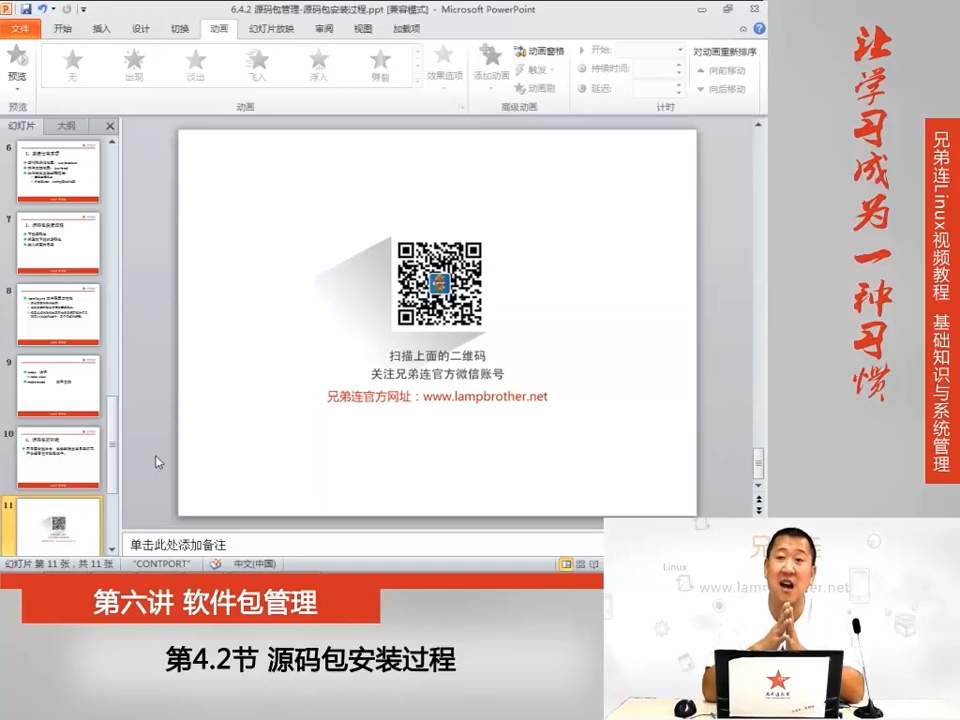 6.4.2 源码包管理-源码包安装过程.ppt [兼容模式] - Microsoft PowerPoint
文件 开始 插入 设计 切换 动画 幻灯片放映 审阅 视图 加载项
预览 无 出现 淡出 飞入 浮入 劈裂 效果选项 添加动画
动画窗格 触发 动画刷
开始: 持续时间: 延迟:
对动画重新排序 向前移动 向后移动
预览 动画 高级动画 计时
幻灯片 大纲
6
7
8
9
10
11
扫描上面的二维码
关注兄弟连官方微信账号
兄弟连官方网址：www.lampbrother.net
单击此处添加备注
幻灯片 第 11 张，共 11 张 "CONTPORT" 中文(中国)
让学习成为一种习惯
兄弟连Linux视频教程 基础知识与系统管理
第六讲 软件包管理
第4.2节 源码包安装过程
Linux